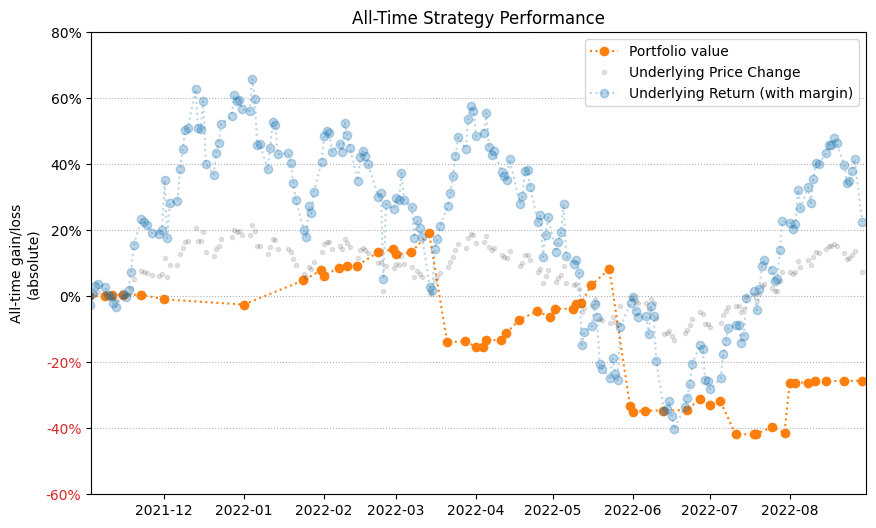 All-Time Strategy Performance
80%
60%
40%
20%
0%
-20%
-40%
-60%
All-time gain/loss
(absolute)
Portfolio value
Underlying Price Change
Underlying Return (with margin)
2021-12
2022-01
2022-02
2022-03
2022-04
2022-05
2022-06
2022-07
2022-08